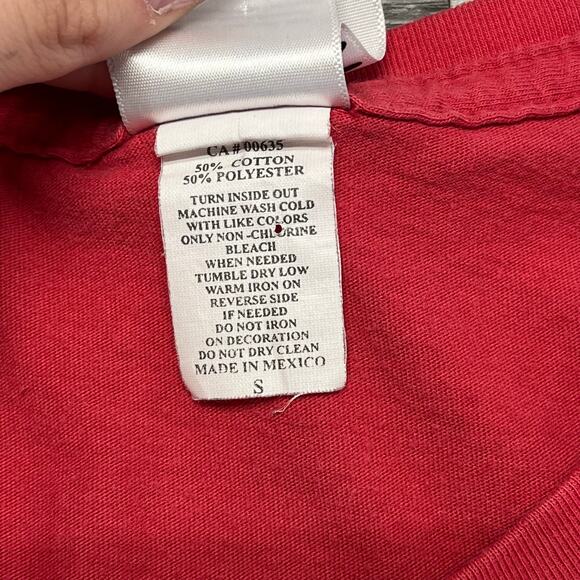 CA # 00635
50% COTTON
50% POLYESTER
TURN INSIDE OUT
MACHINE WASH COLD
WITH LIKE COLORS
ONLY NON -CHLORINE
BLEACH
WHEN NEEDED
TUMBLE DRY LOW
WARM IRON ON
REVERSE SIDE
IF NEEDED
DO NOT IRON
ON DECORATION
DO NOT DRY CLEAN
MADE IN MEXICO
S